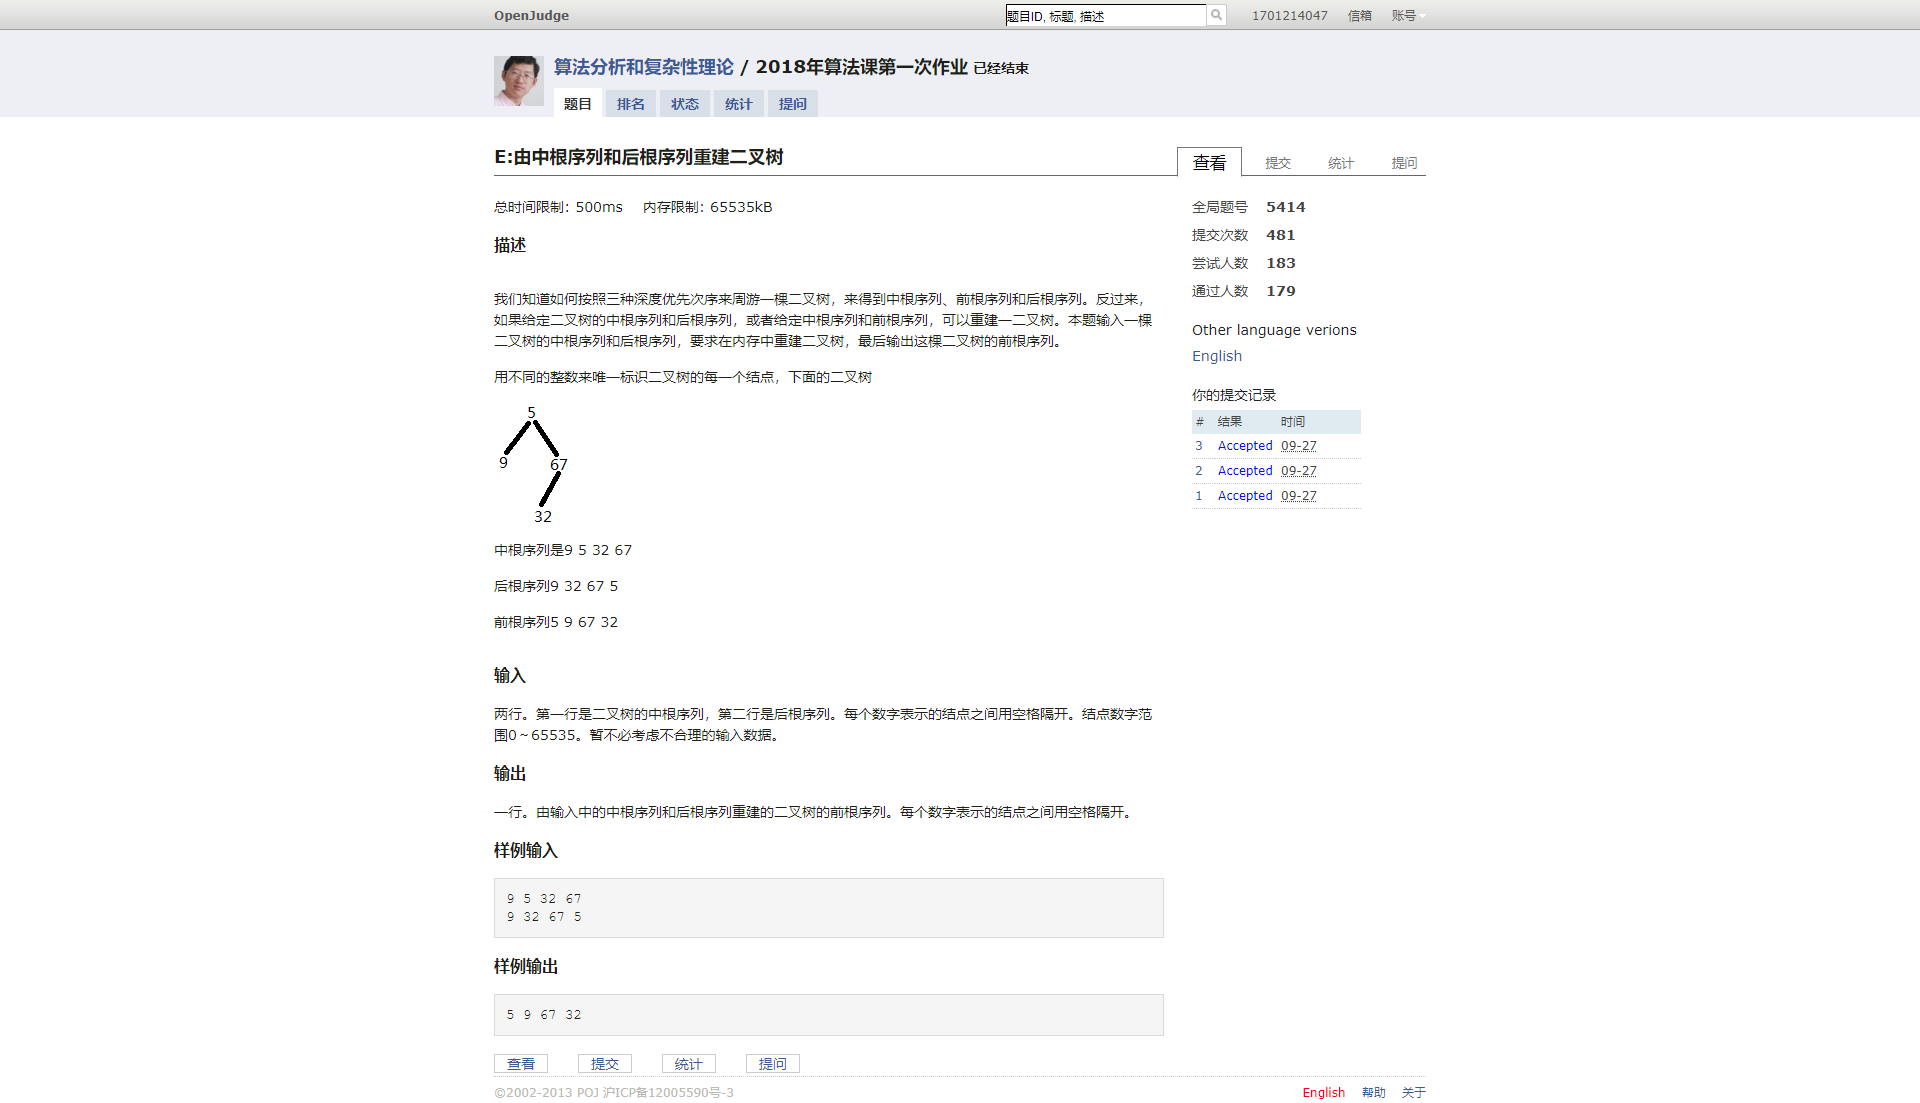 OpenJudge
题目ID, 标题, 描述
1701214047 信箱 账号
算法分析和复杂性理论 / 2018年算法课第一次作业 已经结束
题目 排名 状态 统计 提问
E:由中根序列和后根序列重建二叉树
查看 提交 统计 提问
总时间限制: 500ms 内存限制: 65535kB
描述
我们知道如何按照三种深度优先次序来周游一棵二叉树，来得到中根序列、前根序列和后根序列。反过来，
如果给定二叉树的中根序列和后根序列，或者给定中根序列和前根序列，可以重建一二叉树。本题输入一棵
二叉树的中根序列和后根序列，要求在内存中重建二叉树，最后输出这棵二叉树的前根序列。
用不同的整数来唯一标识二叉树的每一个结点，下面的二叉树
5
9 67
32
中根序列是9 5 32 67
后根序列9 32 67 5
前根序列5 9 67 32
输入
两行。第一行是二叉树的中根序列，第二行是后根序列。每个数字表示的结点之间用空格隔开。结点数字范
围0～65535。暂不必考虑不合理的输入数据。
输出
一行。由输入中的中根序列和后根序列重建的二叉树的前根序列。每个数字表示的结点之间用空格隔开。
样例输入
9 5 32 67
9 32 67 5
样例输出
5 9 67 32
查看 提交 统计 提问
全局题号 5414
提交次数 481
尝试人数 183
通过人数 179
Other language verions
English
你的提交记录
# 结果 时间
3 Accepted 09-27
2 Accepted 09-27
1 Accepted 09-27
©2002-2013 POJ 沪ICP备12005590号-3
English 帮助 关于